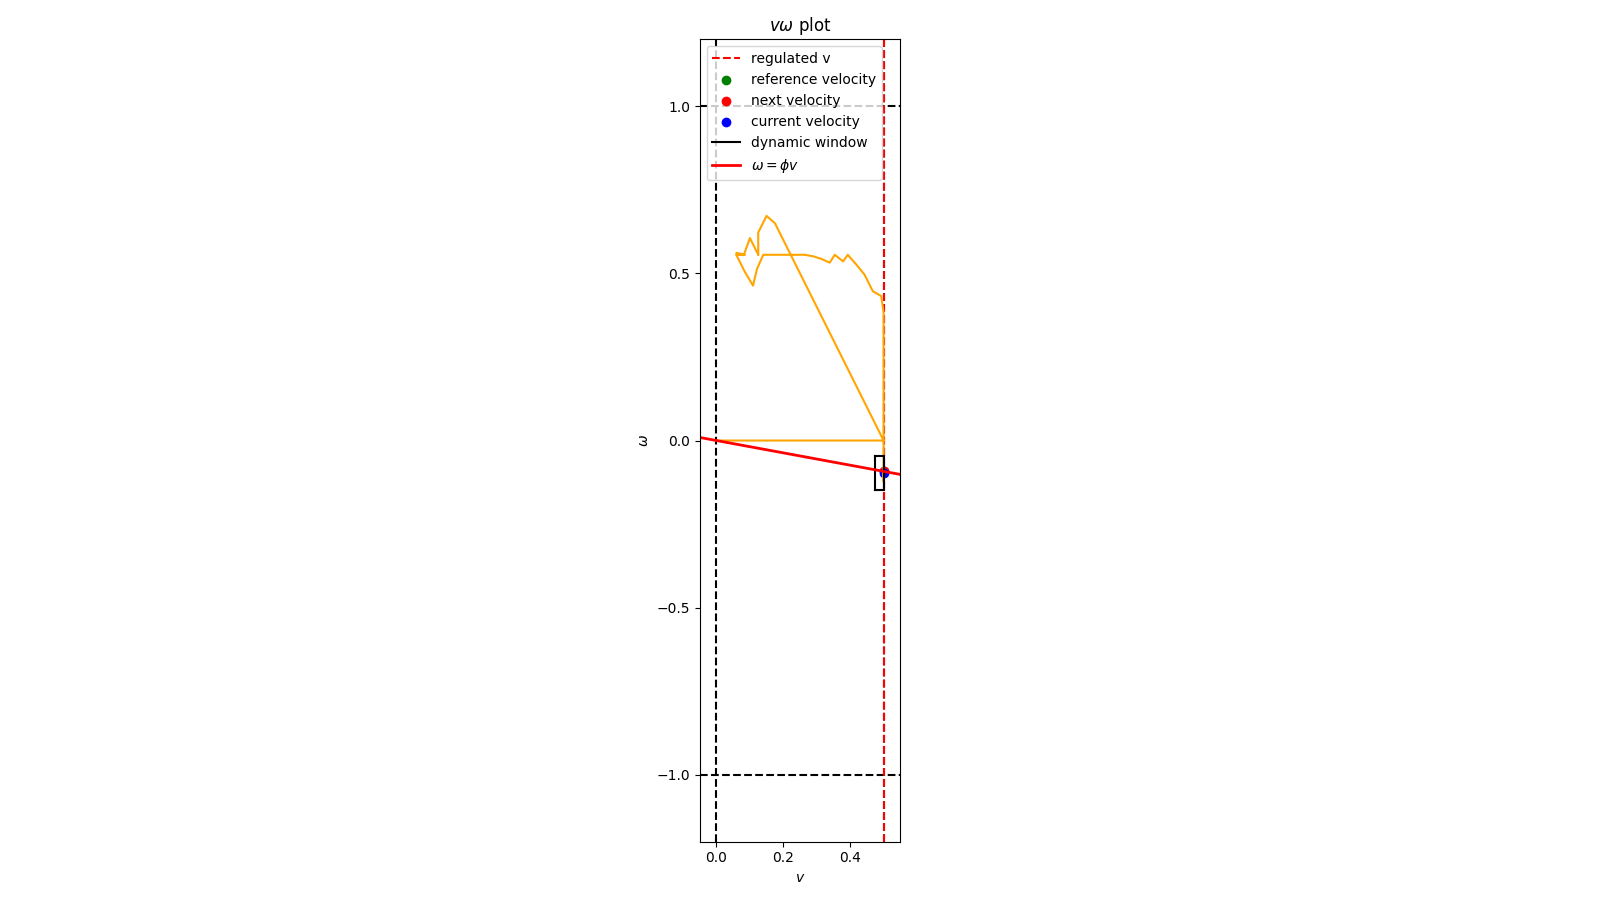 vω plot
regulated v
reference velocity
next velocity
current velocity
dynamic window
ω = ϕv
1.0
0.5
0.0
−0.5
−1.0
ω
0.0 0.2 0.4
v